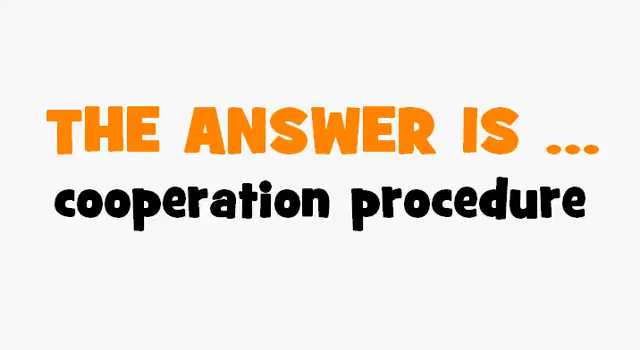 THE ANSWER IS ...
cooperation procedure